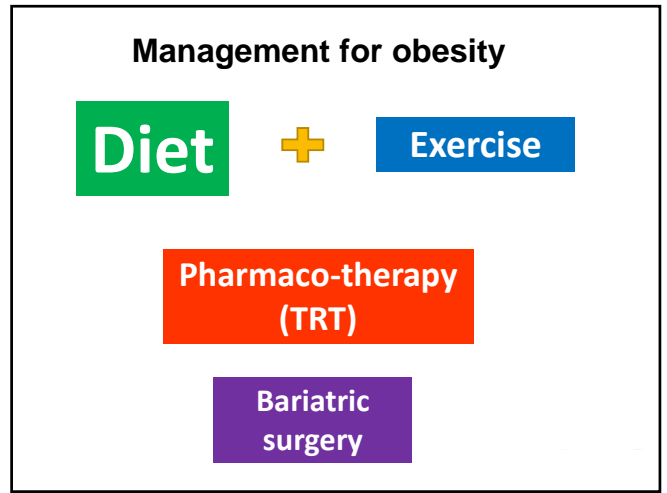 Management for obesity
Diet
Exercise
Pharmaco-therapy
(TRT)
Bariatric
surgery